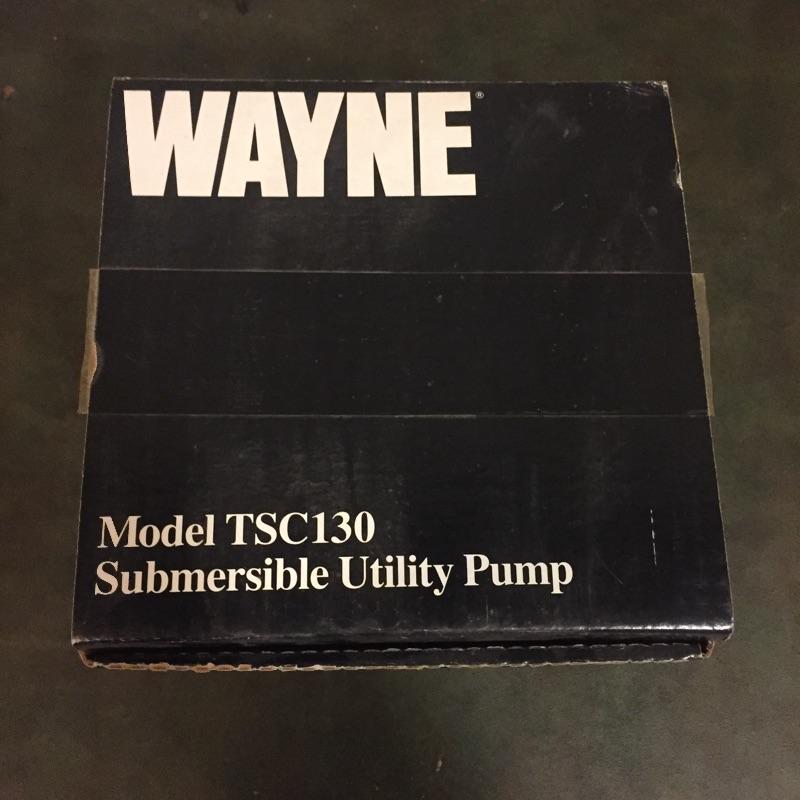 WAYNE®
Model TSC130
Submersible Utility Pump